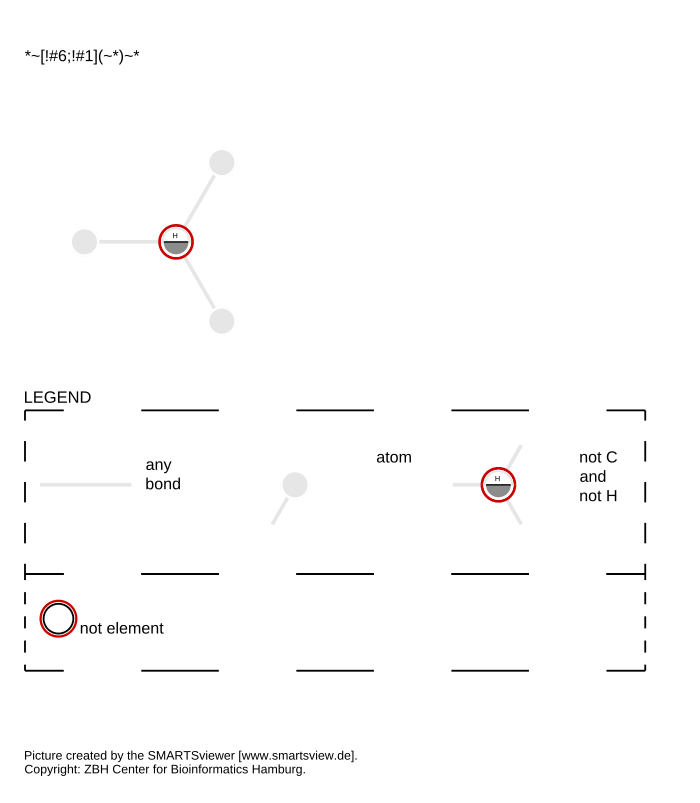 *~[!#6;!#1](~*)~*
H
LEGEND
any
bond
atom
H
not C
and
not H
not element
Picture created by the SMARTSviewer [www.smartsview.de].
Copyright: ZBH Center for Bioinformatics Hamburg.